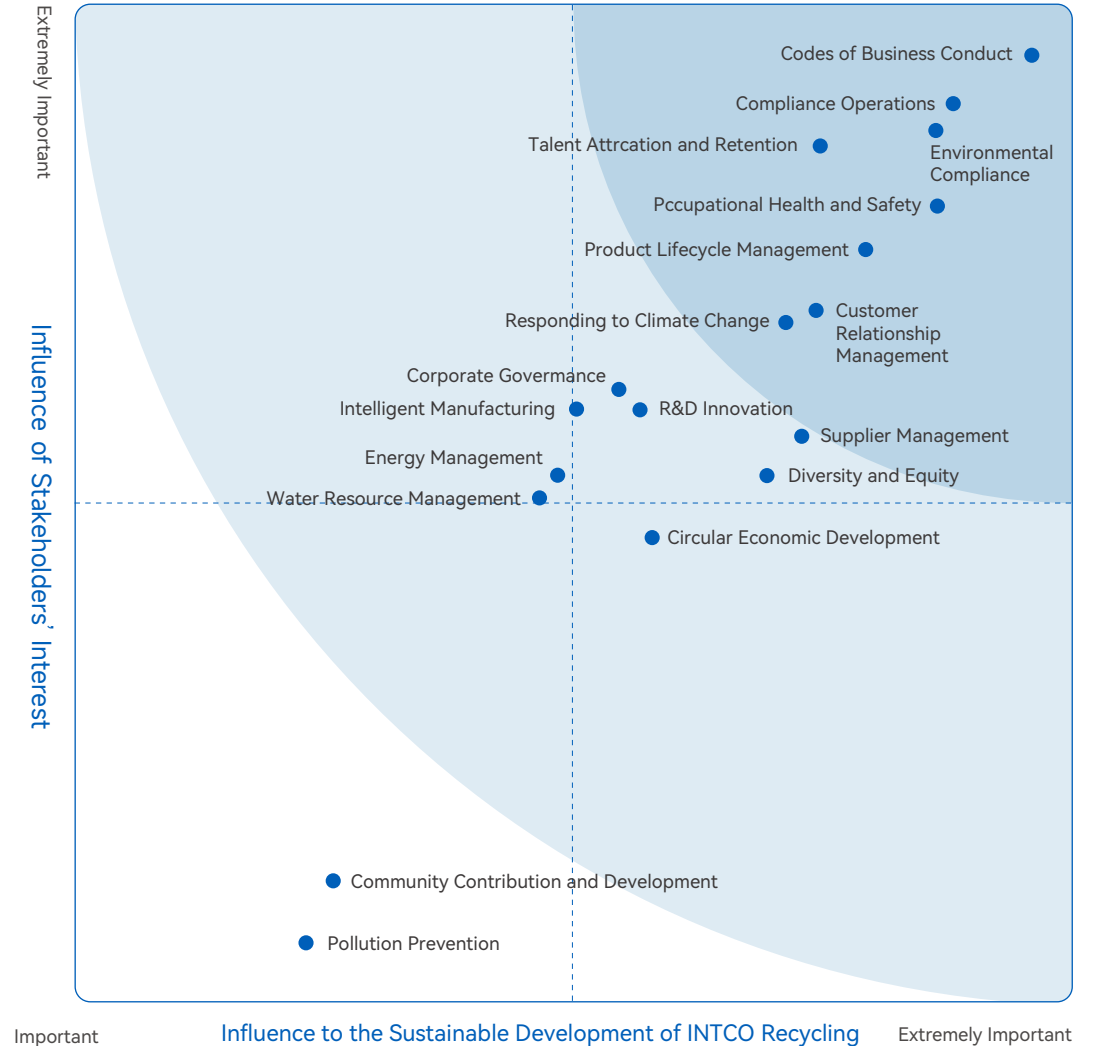 Extremely Important
Influence of Stakeholders’ Interest
Codes of Business Conduct
Compliance Operations
Talent Attrcation and Retention
Environmental
Compliance
Pccupational Health and Safety
Product Lifecycle Management
Responding to Climate Change
Customer
Relationship
Management
Corporate Govermance
Intelligent Manufacturing
R&D Innovation
Supplier Management
Energy Management
Diversity and Equity
Water Resource Management
Circular Economic Development
Community Contribution and Development
Pollution Prevention
Important
Influence to the Sustainable Development of INTCO Recycling
Extremely Important